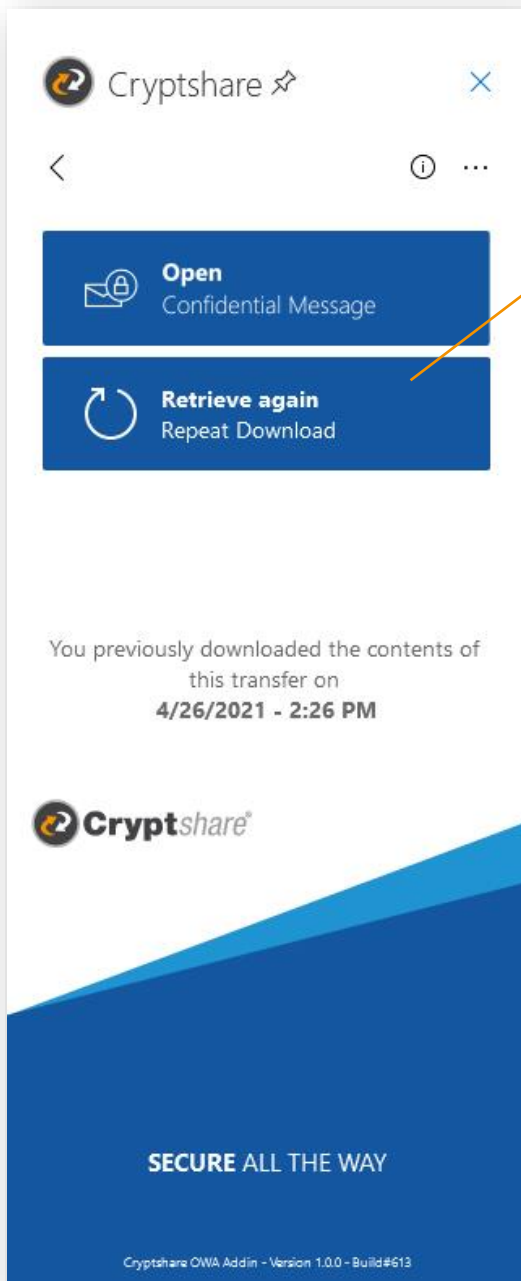 Cryptshare
Open
Confidential Message
Retrieve again
Repeat Download
You previously downloaded the contents of
this transfer on
4/26/2021 - 2:26 PM
Cryptshare®
SECURE ALL THE WAY
Cryptshare OWA Addin - Version 1.0.0 - Build#613